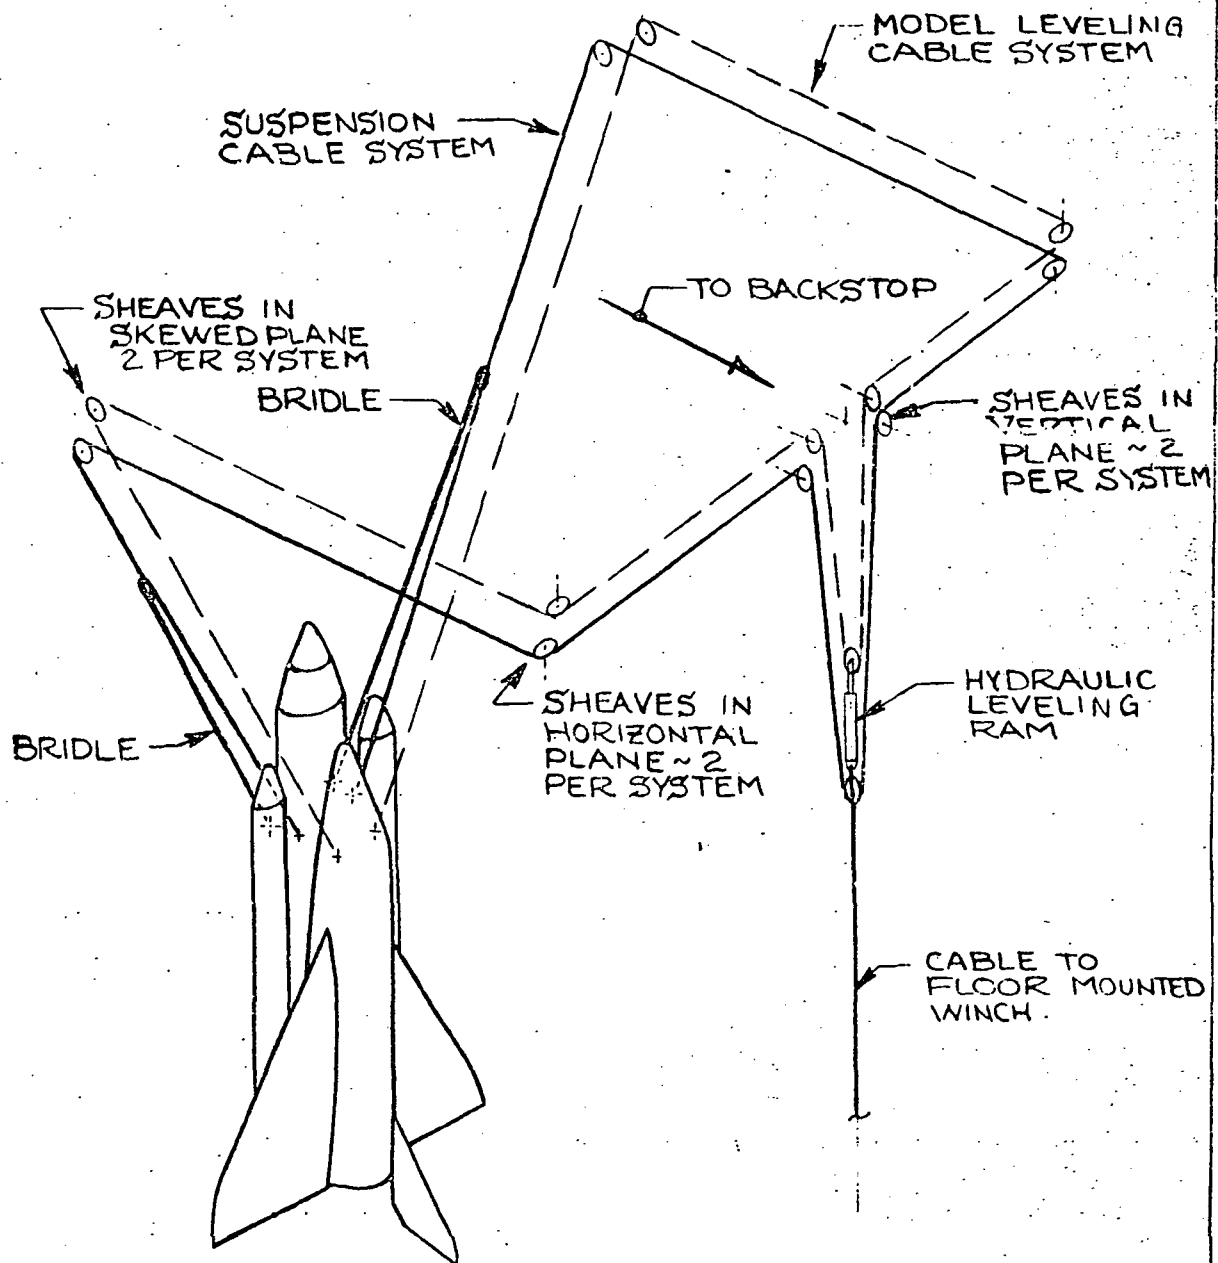 MODEL LEVELING
CABLE SYSTEM
SUSPENSION
CABLE SYSTEM
TO BACKSTOP
SHEAVES IN
SKEWED PLANE
2 PER SYSTEM
BRIDLE
SHEAVES IN
VERTICAL
PLANE ~ 2
PER SYSTEM
HYDRAULIC
LEVELING
RAM
SHEAVES IN
HORIZONTAL
PLANE ~ 2
PER SYSTEM
BRIDLE
CABLE TO
FLOOR MOUNTED
WINCH.